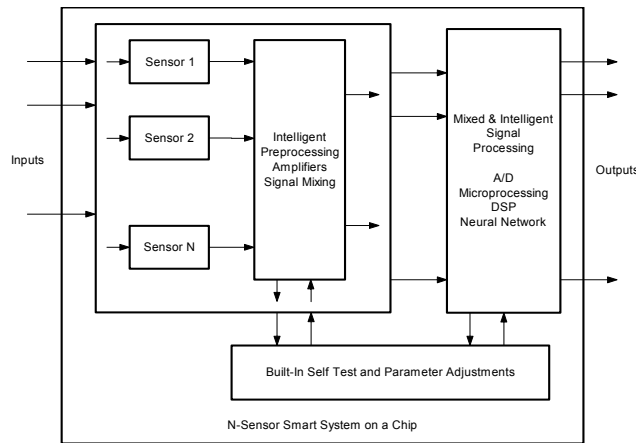 Inputs
Sensor 1
Sensor 2
Sensor N
Intelligent
Preprocessing
Amplifiers
Signal Mixing
Mixed & Intelligent
Signal
Processing
A/D
Microprocessing
DSP
Neural Network
Outputs
Built-In Self Test and Parameter Adjustments
N-Sensor Smart System on a Chip